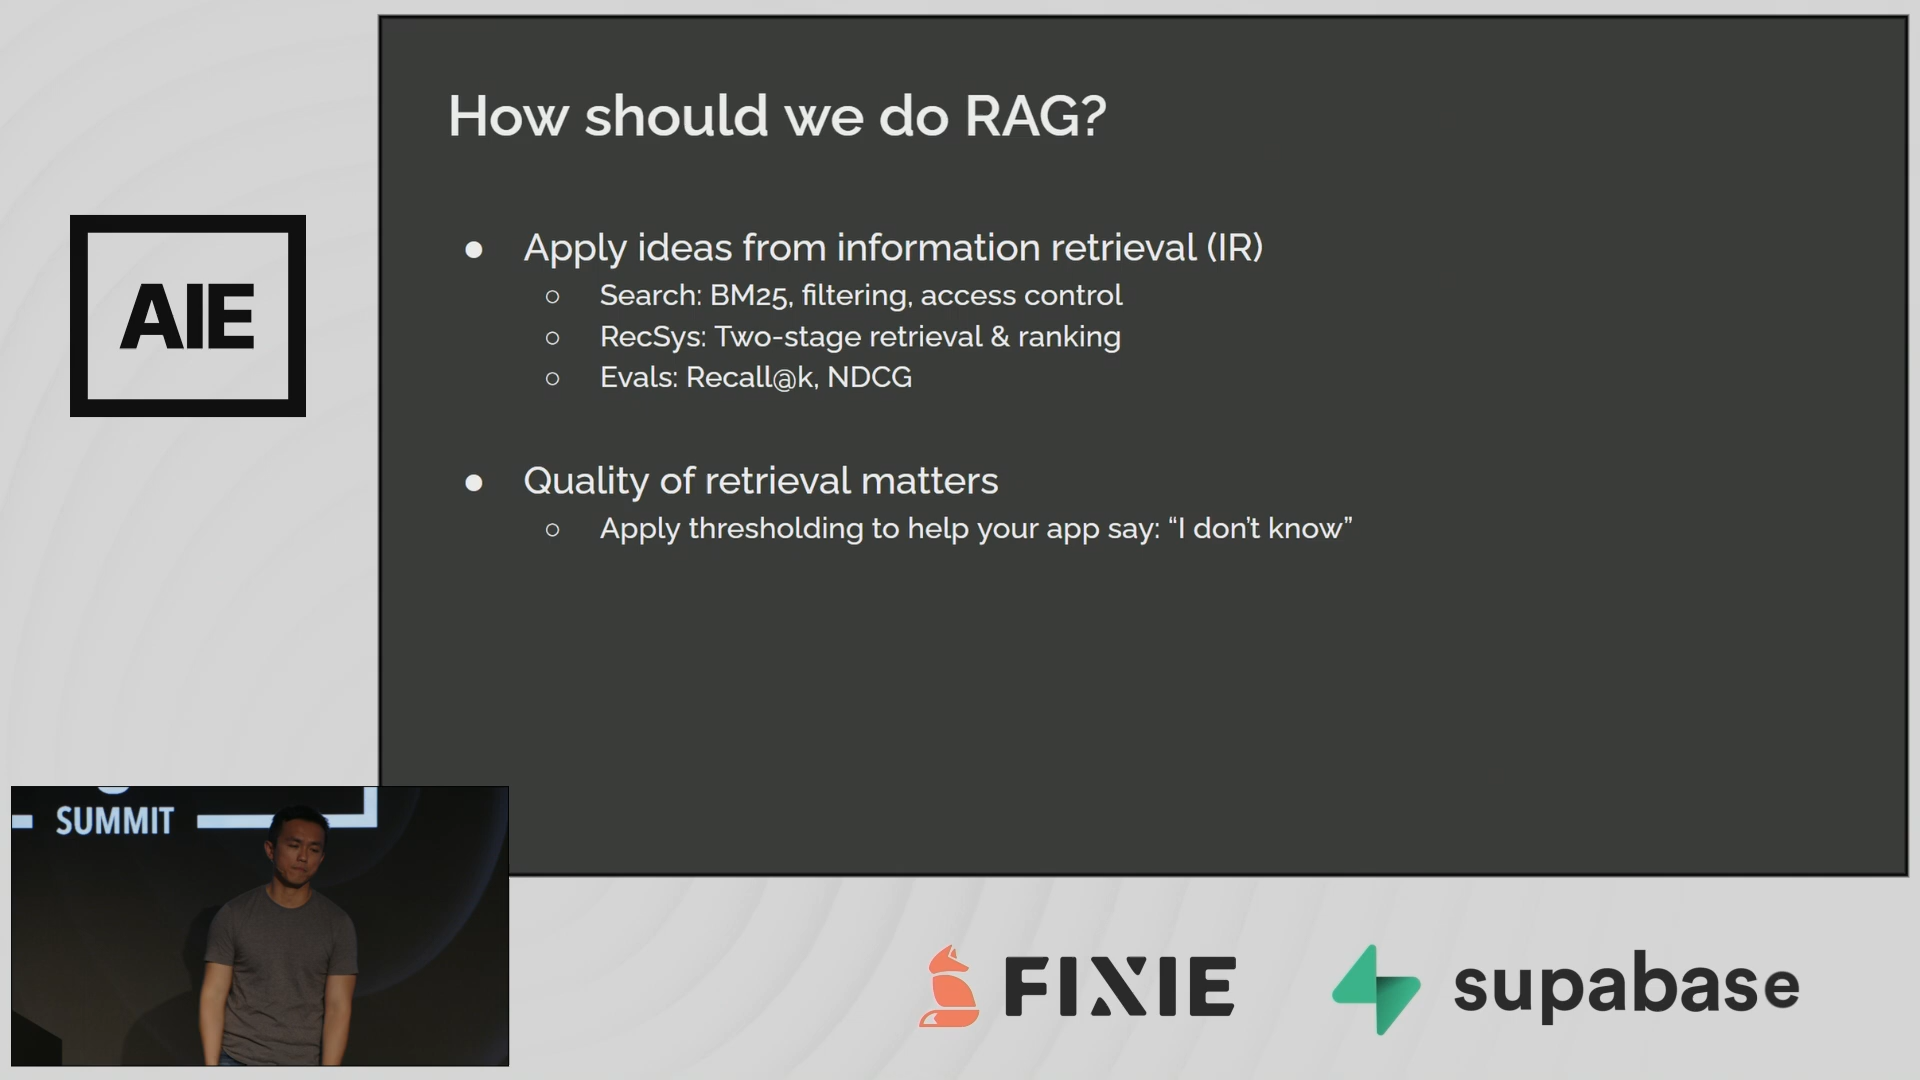 How should we do RAG?
● Apply ideas from information retrieval (IR)
○ Search: BM25, filtering, access control
○ RecSys: Two-stage retrieval & ranking
○ Evals: Recall@k, NDCG
● Quality of retrieval matters
○ Apply thresholding to help your app say: “I don’t know”
AIE
SUMMIT
FIXIE
supabase